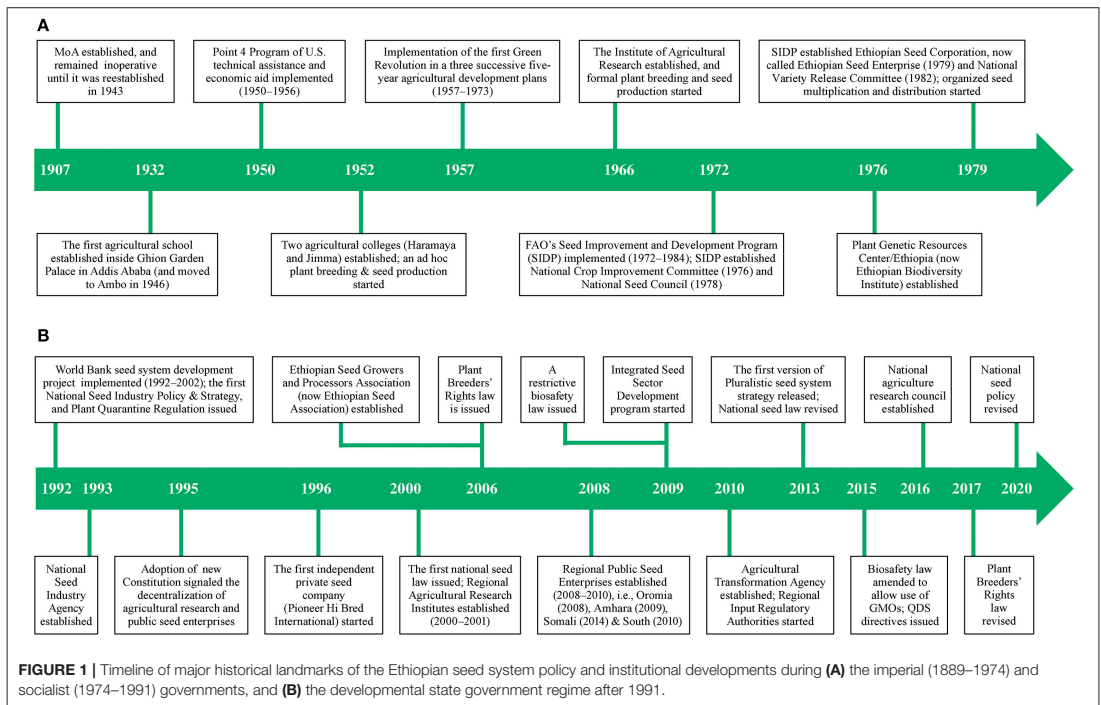 A
MoA established, and
remained inoperative
until it was reestablished
in 1943
Point 4 Program of U.S.
technical assistance and
economic aid implemented
(1950–1956)
Implementation of the first Green
Revolution in a three successive five-
year agricultural development plans
(1957–1973)
The Institute of Agricultural
Research established, and
formal plant breeding and seed
production started
SIDP established Ethiopian Seed Corporation, now
called Ethiopian Seed Enterprise (1979) and National
Variety Release Committee (1982); organized seed
multiplication and distribution started
1907 1932 1950 1952 1957 1966 1972 1976 1979
The first agricultural school
established inside Ghion Garden
Palace in Addis Ababa (and moved
to Ambo in 1946)
Two agricultural colleges (Haramaya
and Jimma) established; an ad hoc
plant breeding & seed production
started
FAO's Seed Improvement and Development Program
(SIDP) implemented (1972–1984); SIDP established
National Crop Improvement Committee (1976) and
National Seed Council (1978)
Plant Genetic Resources
Center/Ethiopia (now
Ethiopian Biodiversity
Institute) established
B
World Bank seed system development
project implemented (1992–2002); the first
National Seed Industry Policy & Strategy,
and Plant Quarantine Regulation issued
Ethiopian Seed Growers
and Processors Association
(now Ethiopian Seed
Association) established
Plant
Breeders'
Rights law
is issued
A
restrictive
biosafety
law issued
Integrated Seed
Sector
Development
program started
The first version of
Pluralistic seed system
strategy released;
National seed law revised
National
agriculture
research council
established
National
seed
policy
revised
1992 1993 1995 1996 2000 2006 2008 2009 2010 2013 2015 2016 2017 2020
National
Seed
Industry
Agency
established
Adoption of new
Constitution signaled the
decentralization of
agricultural research and
public seed enterprises
The first independent
private seed
company
(Pioneer Hi Bred
International) started
The first national seed
law issued; Regional
Agricultural Research
Institutes established
(2000–2001)
Regional Public Seed
Enterprises established
(2008–2010), i.e., Oromia
(2008), Amhara (2009),
Somali (2014) & South (2010)
Agricultural
Transformation Agency
established; Regional
Input Regulatory
Authorities started
Biosafety law
amended to
allow use of
GMOs; QDS
directives issued
Plant
Breeders'
Rights law
revised
FIGURE 1 | Timeline of major historical landmarks of the Ethiopian seed system policy and institutional developments during (A) the imperial (1889–1974) and
socialist (1974–1991) governments, and (B) the developmental state government regime after 1991.